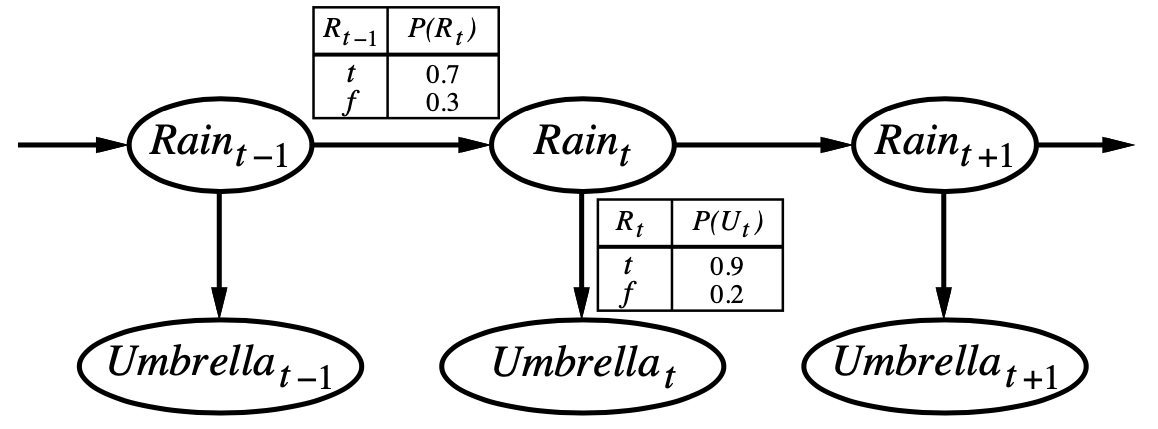 R_{t-1} P(R_t)
t 0.7
f 0.3
Rain_{t-1} Rain_t Rain_{t+1}
R_t P(U_t)
t 0.9
f 0.2
Umbrella_{t-1} Umbrella_t Umbrella_{t+1}